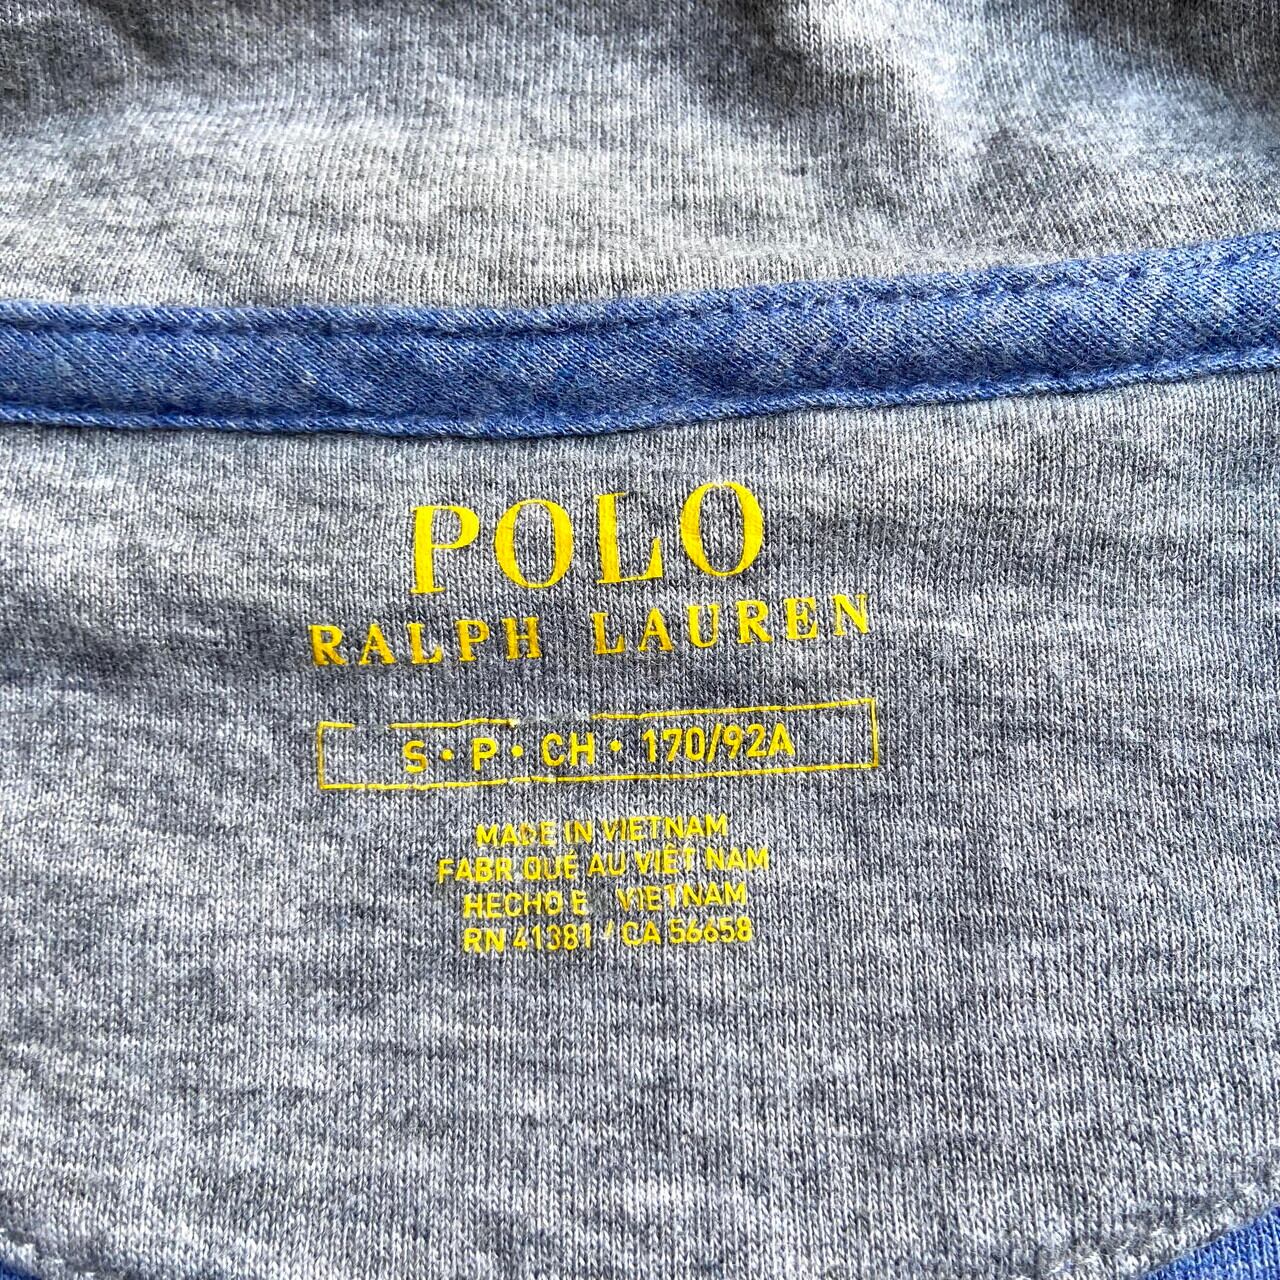 POLO
RALPH LAUREN
S • P • CH • 170/92A
MADE IN VIETNAM
FABR QUÉ AU VIÊT NAM
HECHO E VIETNAM
RN 41381 / CA 56658